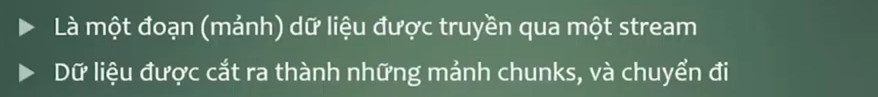 Là một đoạn (mảnh) dữ liệu được truyền qua một stream
Dữ liệu được cắt ra thành những mảnh chunks, và chuyển đi